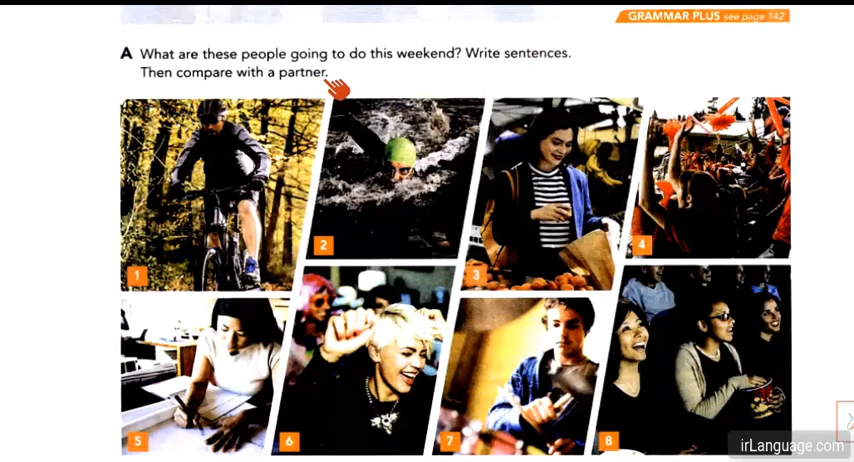 GRAMMAR PLUS see page 142
A What are these people going to do this weekend? Write sentences.
Then compare with a partner.
1
2
3
4
5
6
7
8
irLanguage.com